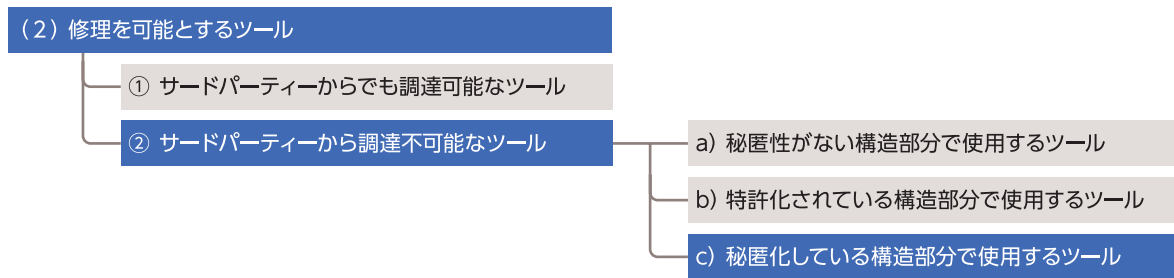 （2）修理を可能とするツール
① サードパーティーからでも調達可能なツール
② サードパーティーから調達不可能なツール
a) 秘匿性がない構造部分で使用するツール
b) 特許化されている構造部分で使用するツール
c) 秘匿化している構造部分で使用するツール